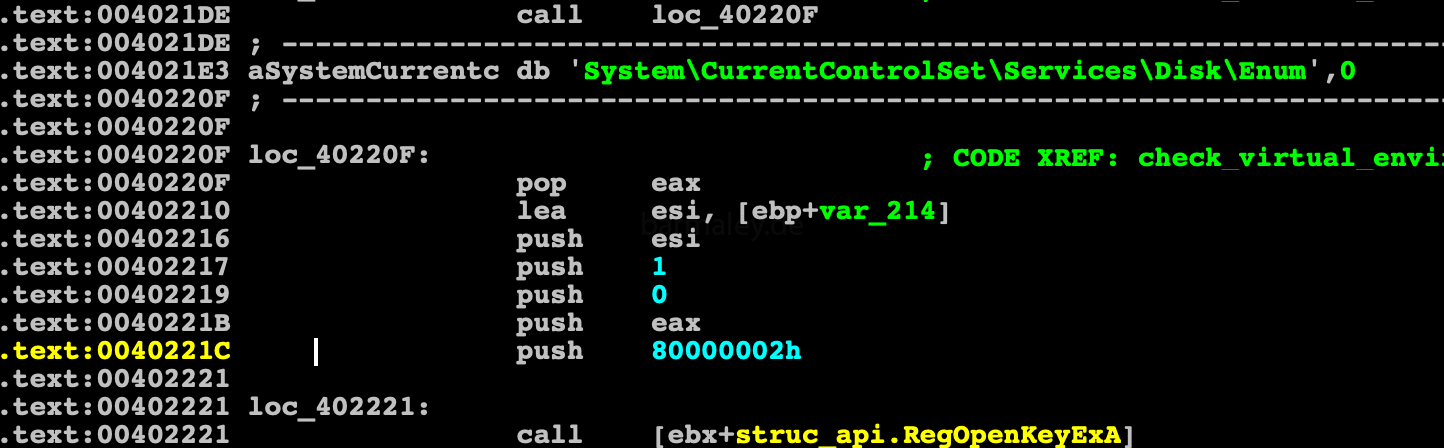 .text:004021DE call loc_40220F
.text:004021DE ; ---------------------------------------------------------------------------
.text:004021E3 aSystemCurrentc db 'System\CurrentControlSet\Services\Disk\Enum',0
.text:0040220F ; ---------------------------------------------------------------------------
.text:0040220F
.text:0040220F loc_40220F: ; CODE XREF: check_virtual_envi
.text:0040220F pop eax
.text:00402210 lea esi, [ebp+var_214]
.text:00402216 push esi
.text:00402217 push 1
.text:00402219 push 0
.text:0040221B push eax
.text:0040221C push 80000002h
.text:00402221
.text:00402221 loc_402221:
.text:00402221 call [ebx+struc_api.RegOpenKeyExA]